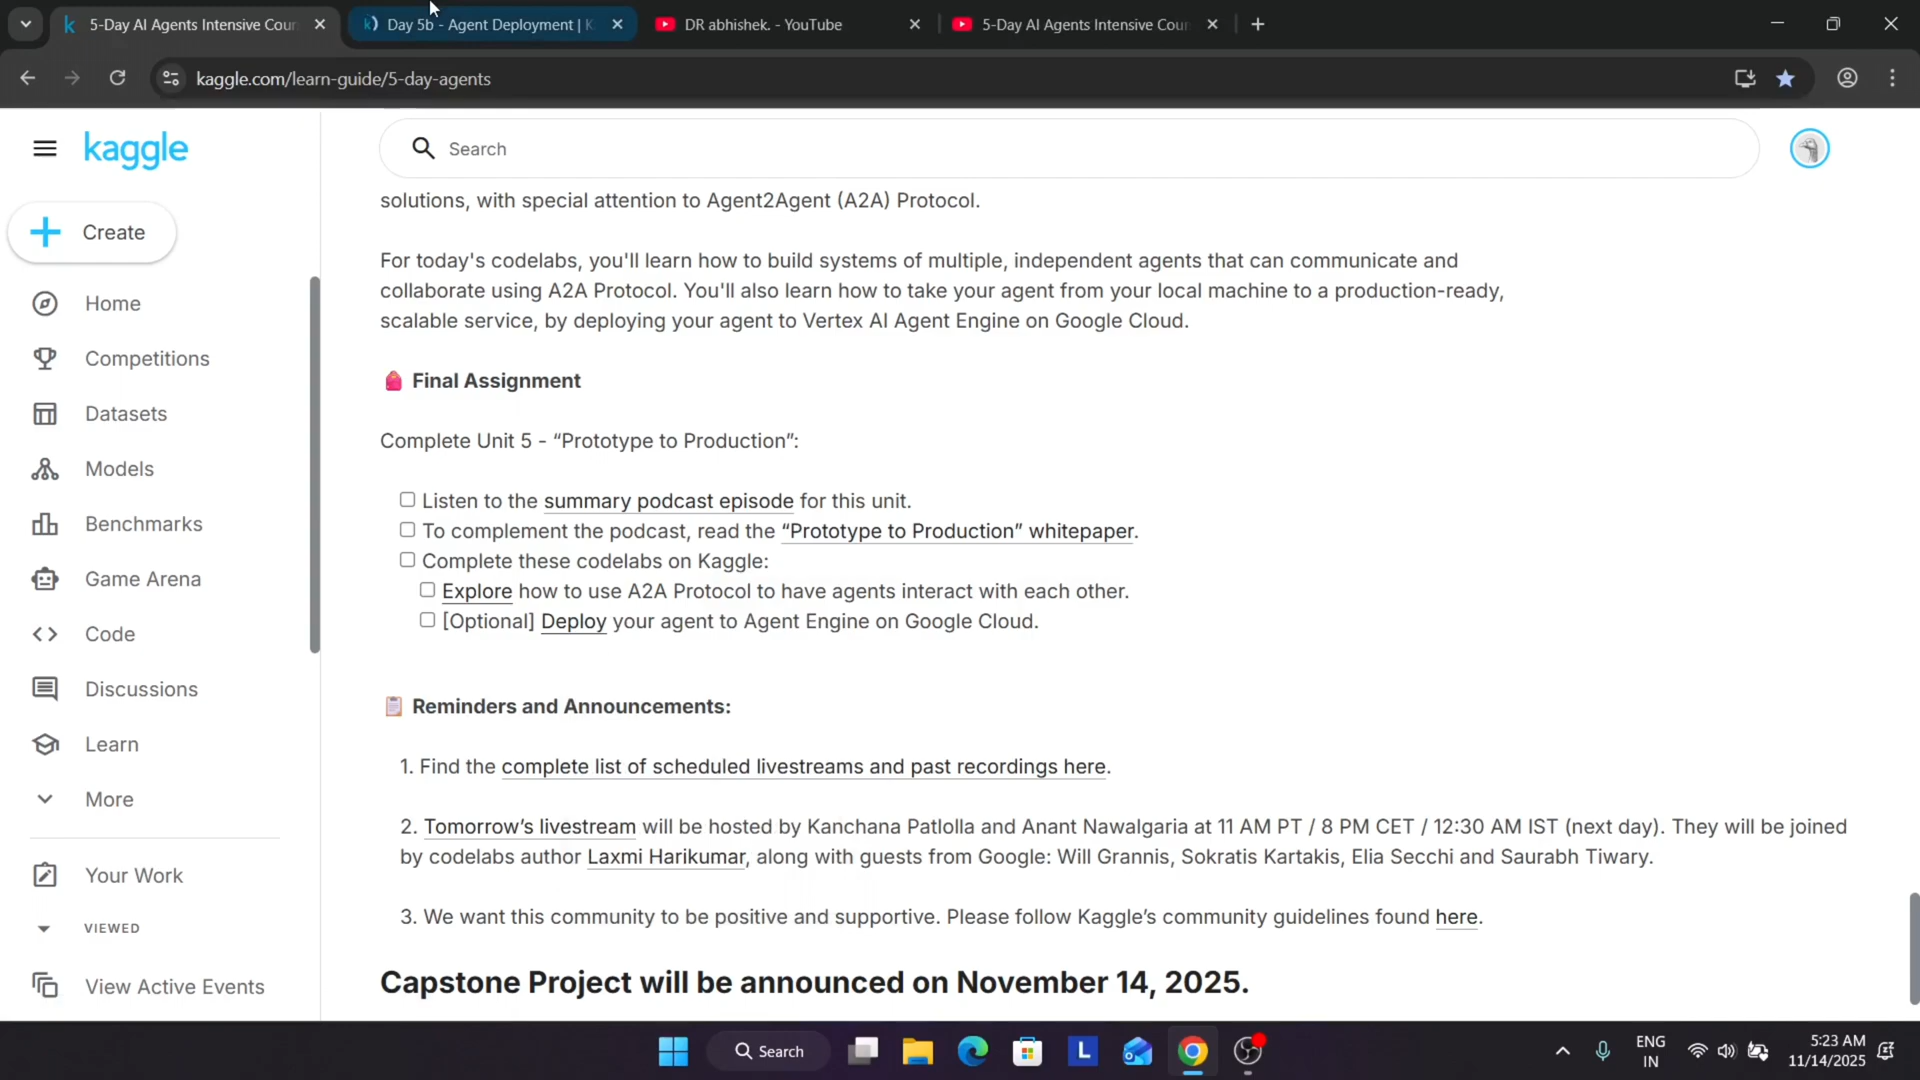 5-Day AI Agents Intensive Cour
Day 5b - Agent Deployment | K
DR abhishek. - YouTube
5-Day AI Agents Intensive Cour
kaggle.com/learn-guide/5-day-agents
kaggle
Search
Create
Home
Competitions
Datasets
Models
Benchmarks
Game Arena
Code
Discussions
Learn
More
Your Work
VIEWED
View Active Events
solutions, with special attention to Agent2Agent (A2A) Protocol.
For today's codelabs, you'll learn how to build systems of multiple, independent agents that can communicate and
collaborate using A2A Protocol. You'll also learn how to take your agent from your local machine to a production-ready,
scalable service, by deploying your agent to Vertex AI Agent Engine on Google Cloud.
Final Assignment
Complete Unit 5 - “Prototype to Production”:
Listen to the summary podcast episode for this unit.
To complement the podcast, read the “Prototype to Production” whitepaper.
Complete these codelabs on Kaggle:
Explore how to use A2A Protocol to have agents interact with each other.
[Optional] Deploy your agent to Agent Engine on Google Cloud.
Reminders and Announcements:
1. Find the complete list of scheduled livestreams and past recordings here.
2. Tomorrow’s livestream will be hosted by Kanchana Patlolla and Anant Nawalgaria at 11 AM PT / 8 PM CET / 12:30 AM IST (next day). They will be joined
by codelabs author Laxmi Harikumar, along with guests from Google: Will Grannis, Sokratis Kartakis, Elia Secchi and Saurabh Tiwary.
3. We want this community to be positive and supportive. Please follow Kaggle’s community guidelines found here.
Capstone Project will be announced on November 14, 2025.
Search
L
ENG
IN
5:23 AM
11/14/2025